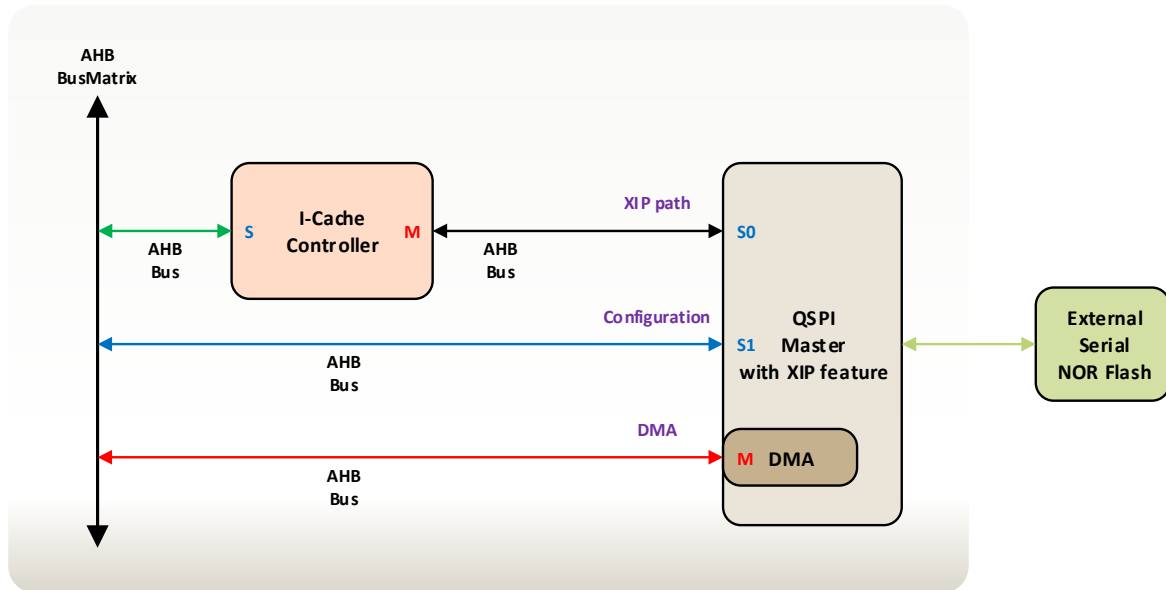 AHB
BusMatrix
I-Cache
Controller
S
M
AHB
Bus
XIP path
AHB
Bus
S0
Configuration
AHB
Bus
S1
QSPI
Master
with XIP feature
External
Serial
NOR Flash
DMA
AHB
Bus
M DMA